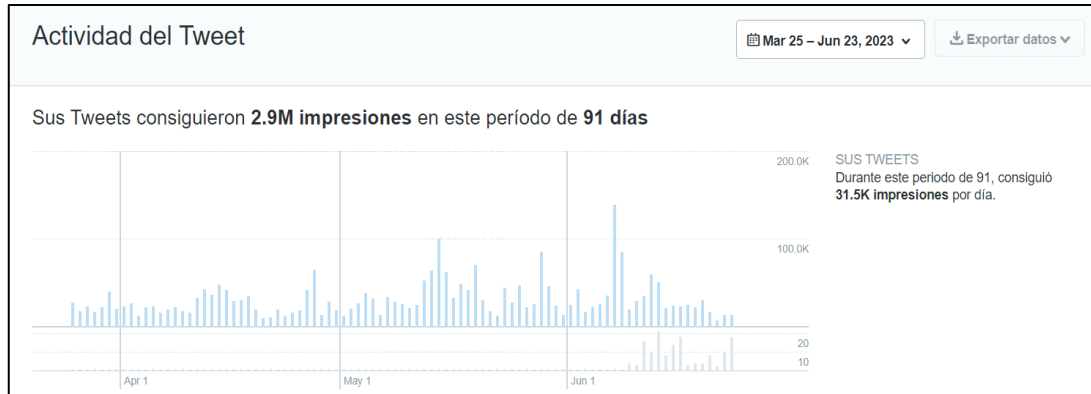 Actividad del Tweet
Mar 25 – Jun 23, 2023
Exportar datos
Sus Tweets consiguieron 2.9M impresiones en este período de 91 días
200.0K
100.0K
20
10
Apr 1
May 1
Jun 1
SUS TWEETS
Durante este periodo de 91, consiguió
31.5K impresiones por día.